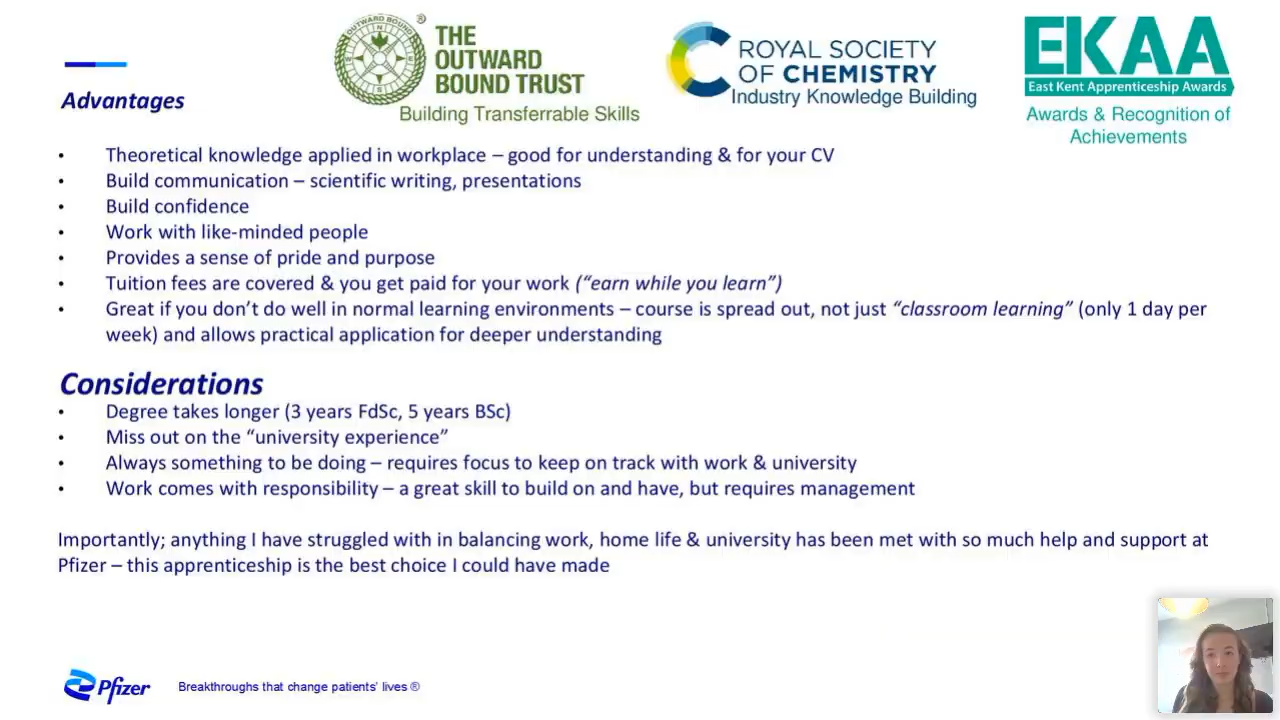 OUTWARD BOUND TRUST
THE
OUTWARD
BOUND TRUST
®
Building Transferrable Skills
ROYAL SOCIETY
OF CHEMISTRY
Industry Knowledge Building
EKAA
East Kent Apprenticeship Awards
Awards & Recognition of
Achievements
Advantages
• Theoretical knowledge applied in workplace – good for understanding & for your CV
• Build communication – scientific writing, presentations
• Build confidence
• Work with like-minded people
• Provides a sense of pride and purpose
• Tuition fees are covered & you get paid for your work (“earn while you learn”)
• Great if you don’t do well in normal learning environments – course is spread out, not just “classroom learning” (only 1 day per
week) and allows practical application for deeper understanding
Considerations
• Degree takes longer (3 years FdSc, 5 years BSc)
• Miss out on the “university experience”
• Always something to be doing – requires focus to keep on track with work & university
• Work comes with responsibility – a great skill to build on and have, but requires management
Importantly; anything I have struggled with in balancing work, home life & university has been met with so much help and support at
Pfizer – this apprenticeship is the best choice I could have made
Pfizer
Breakthroughs that change patients’ lives ®